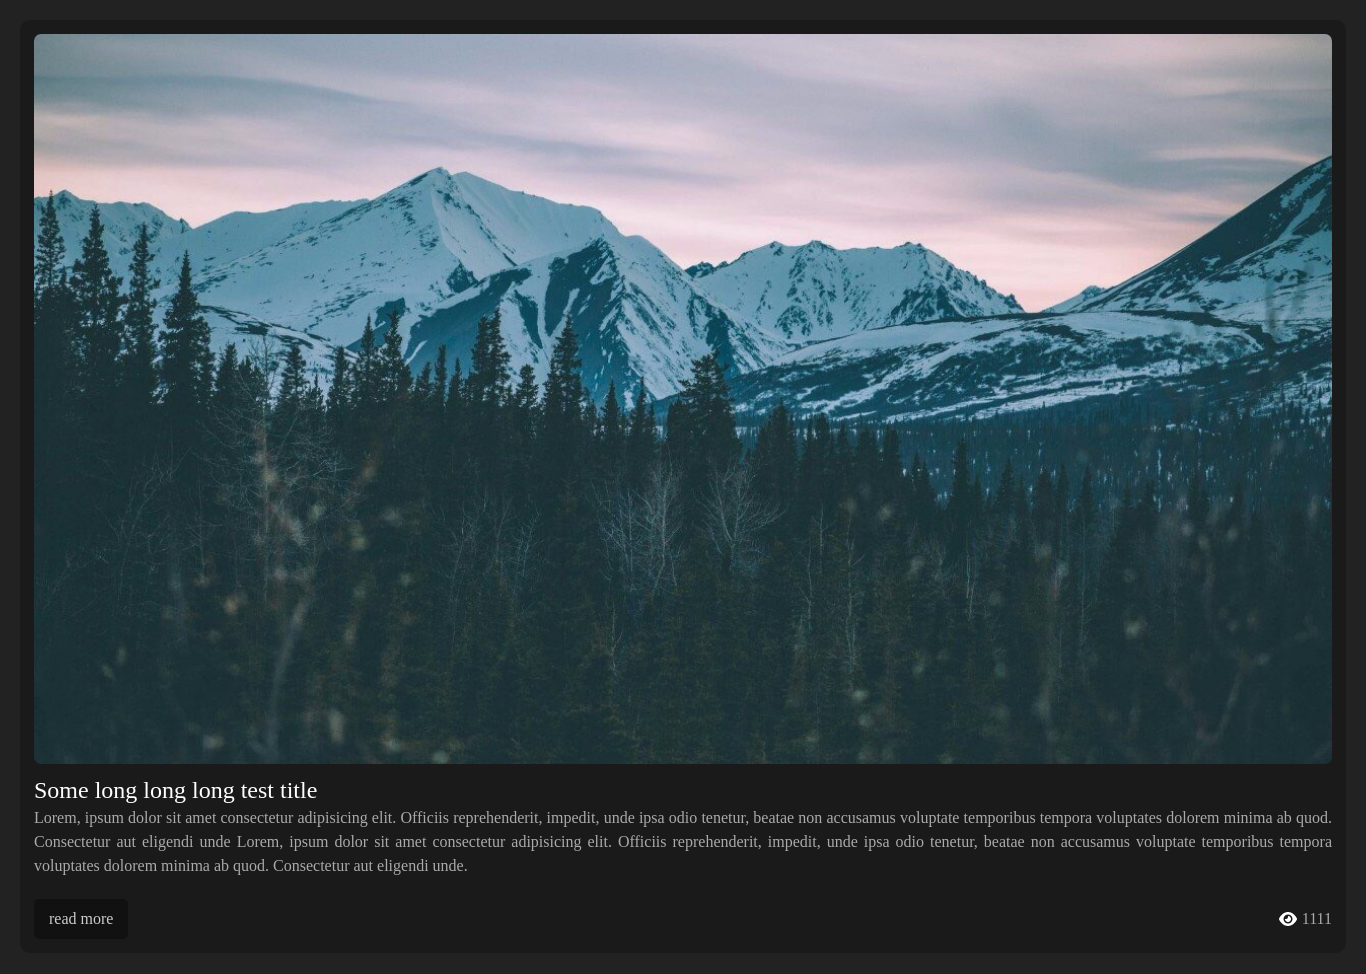 Some long long long test title
Lorem, ipsum dolor sit amet consectetur adipisicing elit. Officiis reprehenderit, impedit, unde ipsa odio tenetur, beatae non accusamus voluptate temporibus tempora voluptates dolorem minima ab quod.
Consectetur aut eligendi unde Lorem, ipsum dolor sit amet consectetur adipisicing elit. Officiis reprehenderit, impedit, unde ipsa odio tenetur, beatae non accusamus voluptate temporibus tempora
voluptates dolorem minima ab quod. Consectetur aut eligendi unde.
read more
1111